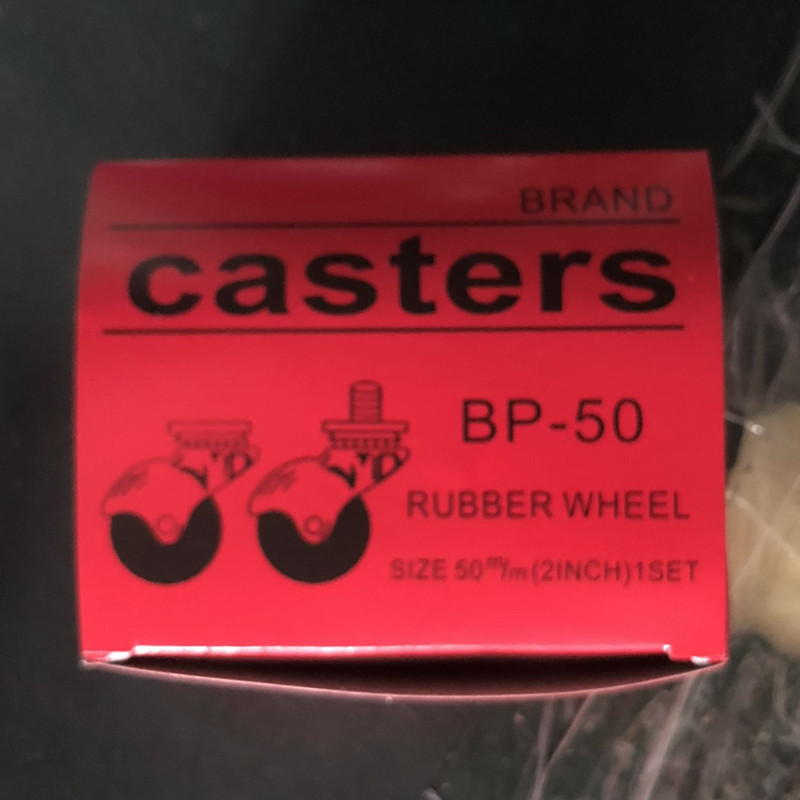 BRAND
casters
BP-50
RUBBER WHEEL
SIZE 50m/m(2INCH)1SET